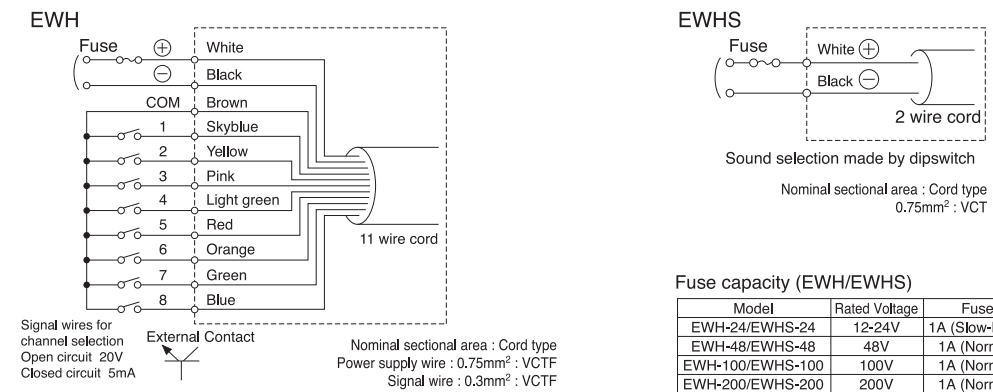 EWH
Fuse ⊕ White
⊖ Black
COM Brown
1 Skyblue
2 Yellow
3 Pink
4 Light green
5 Red
6 Orange
7 Green
8 Blue
11 wire cord
Signal wires for
channel selection
Open circuit 20V
Closed circuit 5mA
External Contact
Nominal sectional area : Cord type
Power supply wire : 0.75mm² : VCTF
Signal wire : 0.3mm² : VCTF
EWHS
Fuse White ⊕
Black ⊖
2 wire cord
Sound selection made by dipswitch
Nominal sectional area : Cord type
0.75mm² : VCT
Fuse capacity (EWH/EWHS)
Model Rated Voltage Fuse
EWH-24/EWHS-24 12-24V 1A
EWH-48/EWHS-48 48V 1A
EWH-100/EWHS-100 100V 1A
EWH-200/EWHS-200 200V 1A